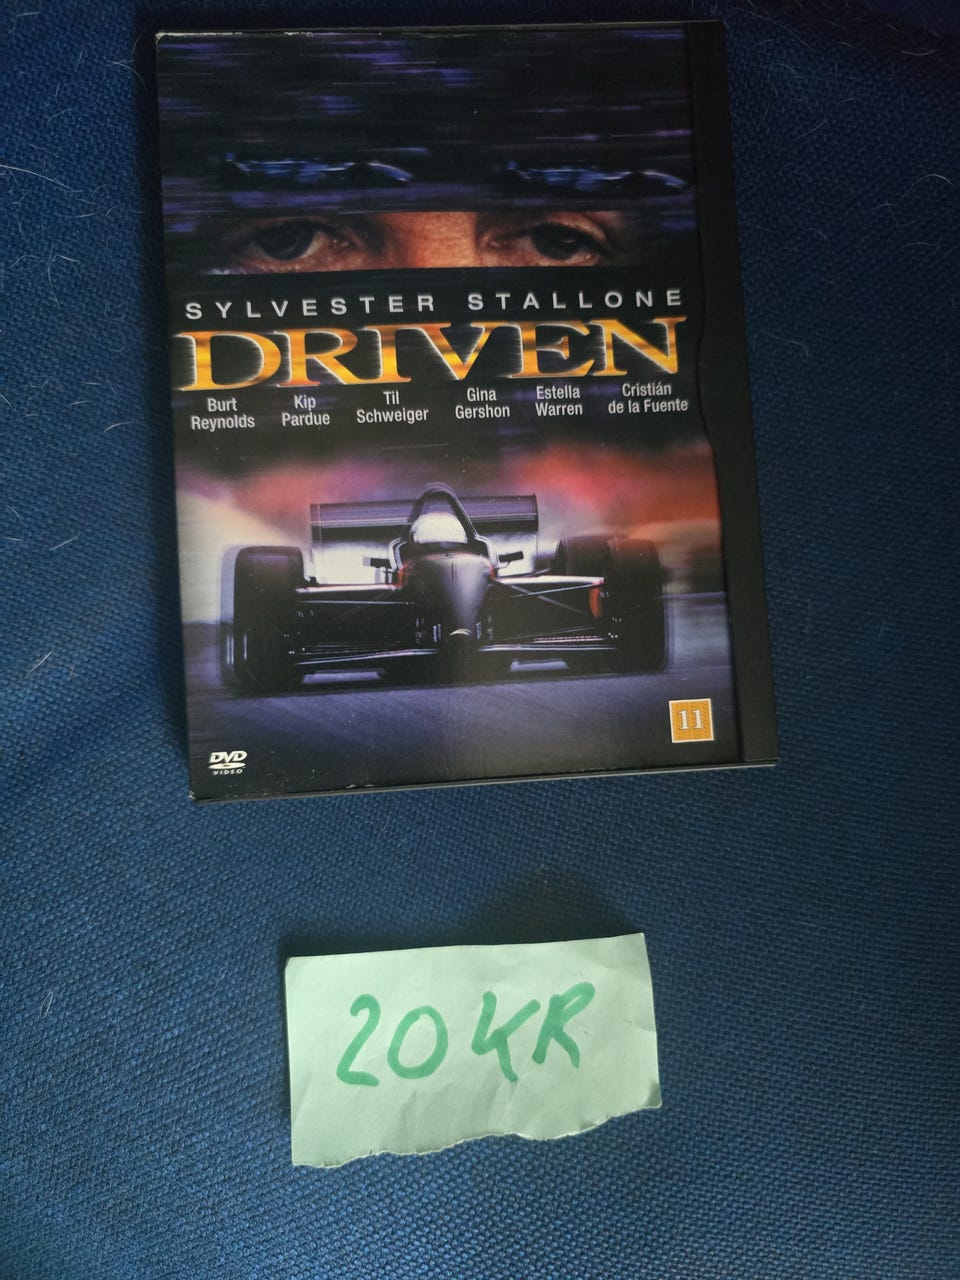 SYLVESTER STALLONE
DRIVEN
Burt Reynolds
Kip Pardue
Til Schweiger
Gina Gershon
Estella Warren
Cristián de la Fuente
11
DVD
VIDEO
20 KR